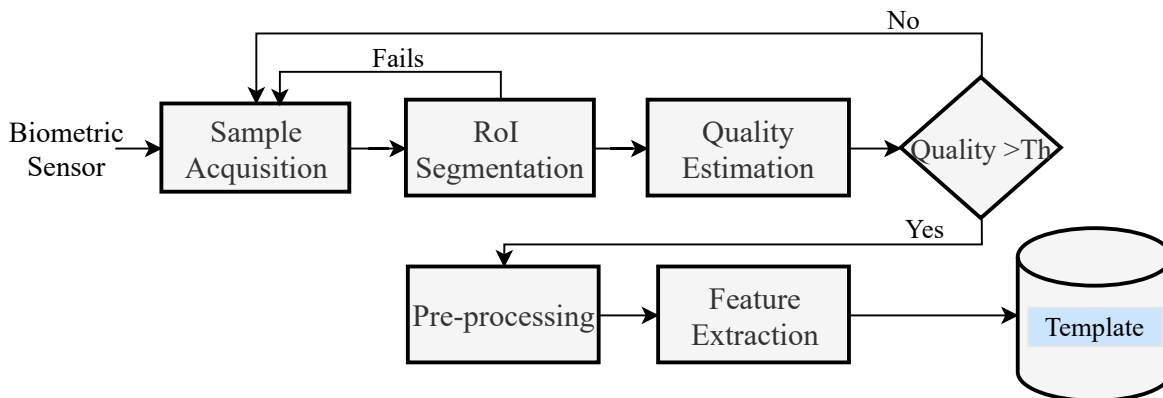 No
Fails
Biometric
Sensor
Sample
Acquisition
RoI
Segmentation
Quality
Estimation
Quality >Th
Yes
Pre-processing
Feature
Extraction
Template